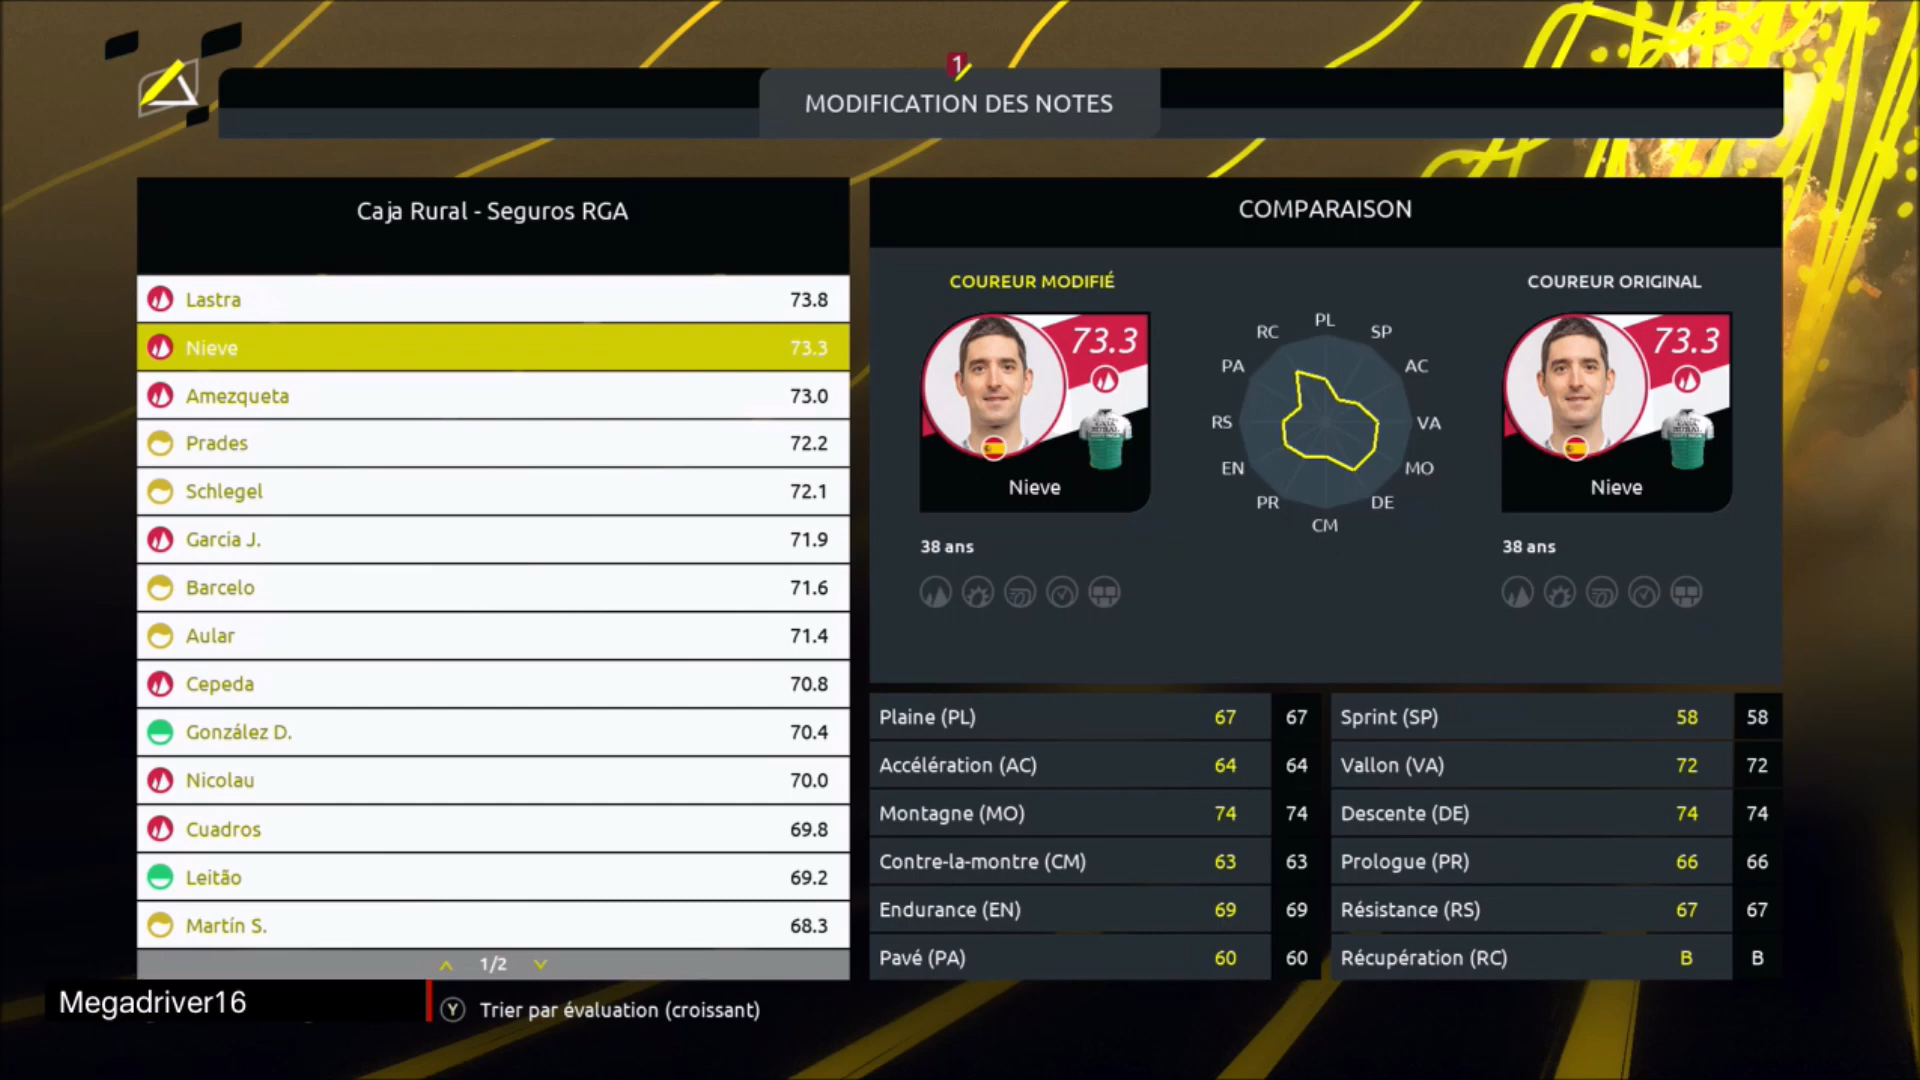 1
MODIFICATION DES NOTES
Caja Rural - Seguros RGA
Lastra 73.8
Nieve 73.3
Amezqueta 73.0
Prades 72.2
Schlegel 72.1
Garcia J. 71.9
Barcelo 71.6
Aular 71.4
Cepeda 70.8
González D. 70.4
Nicolau 70.0
Cuadros 69.8
Leitão 69.2
Martín S. 68.3
1/2
Megadriver16
Y Trier par évaluation (croissant)
COMPARAISON
COUREUR MODIFIÉ
73.3
CAJA RURAL
Nieve
38 ans
PL
SP
AC
VA
MO
DE
CM
PR
EN
RS
PA
RC
COUREUR ORIGINAL
73.3
CAJA RURAL
Nieve
38 ans
Plaine (PL) 67 67 Sprint (SP) 58 58
Accélération (AC) 64 64 Vallon (VA) 72 72
Montagne (MO) 74 74 Descente (DE) 74 74
Contre-la-montre (CM) 63 63 Prologue (PR) 66 66
Endurance (EN) 69 69 Résistance (RS) 67 67
Pavé (PA) 60 60 Récupération (RC) B B